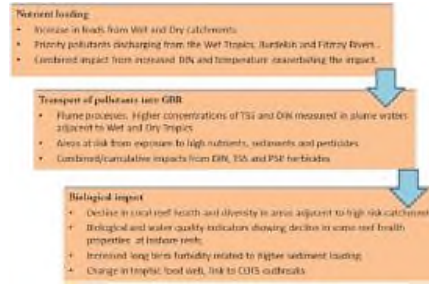 Nutrient loading
• Increase in loads from Wet and Dry catchments
• Priority pollutants discharging from the Wet Tropics, Burdekin and Fitzroy Rivers.
• Combined impact from increased DIN and temperature exacerbating the impact.
Transport of pollutants into GBR
• Plume processes. Higher concentrations of TSS and DIN measured in plume waters
adjacent to Wet and Dry Tropics
• Areas at risk from exposure to high nutrients, sediments and pesticides
• Combined/cumulative impacts from DIN, TSS and PSII herbicides
Biological impact
• Decline in coral reef health and diversity in areas adjacent to high risk catchment
• Biological and water quality indicators showing decline in some reef health
properties at inshore reefs
• Increased long term turbidity related to higher sediment loading
• Change in trophic food web, link to COTS outbreaks